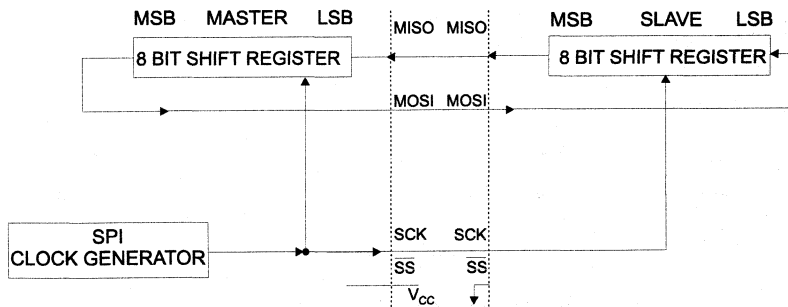 MSB MASTER LSB MISO MISO MSB SLAVE LSB
8 BIT SHIFT REGISTER 8 BIT SHIFT REGISTER
MOSI MOSI
SPI
CLOCK GENERATOR
SCK SCK
SS SS
VCC